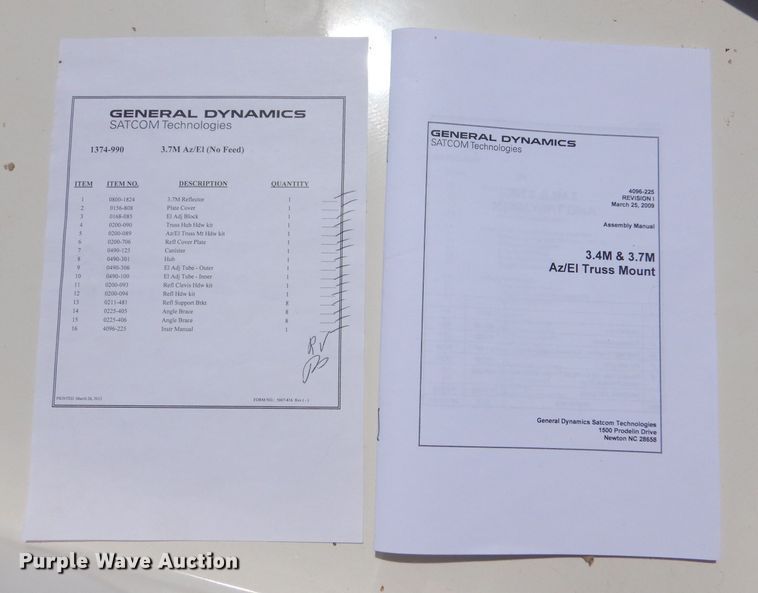 GENERAL DYNAMICS
SATCOM Technologies
1374-990 3.7M Az/El (No Feed)
ITEM ITEM NO. DESCRIPTION QUANTITY
1 0800-1824 3.7M Reflector 1
2 0156-808 Plate Cover 1
3 0168-085 El Adj Block 1
4 0200-090 Truss Hub Hdw kit 1
5 0200-089 Az/El Truss Mt Hdw kit 1
6 0200-706 Refl Cover Plate 1
7 0490-125 Canister 1
8 0490-301 Hub 1
9 0490-306 El Adj Tube - Outer 1
10 0490-100 El Adj Tube - Inner 1
11 0200-093 Refl Clevis Hdw kit 1
12 0200-094 Refl Hdw kit 1
13 0211-481 Refl Support Brkt 8
14 0225-405 Angle Brace 8
15 0225-406 Angle Brace 8
16 4096-225 Instr Manual 1
PRINTED: March 28, FORM NO.: Rev
GENERAL DYNAMICS
SATCOM Technologies
4096-225
REVISION I
March 25, 2009
Assembly Manual
3.4M & 3.7M
Az/El Truss Mount
General Dynamics Satcom Technologies
1500 Prodelin Drive
Newton NC 28658
Purple Wave Auction